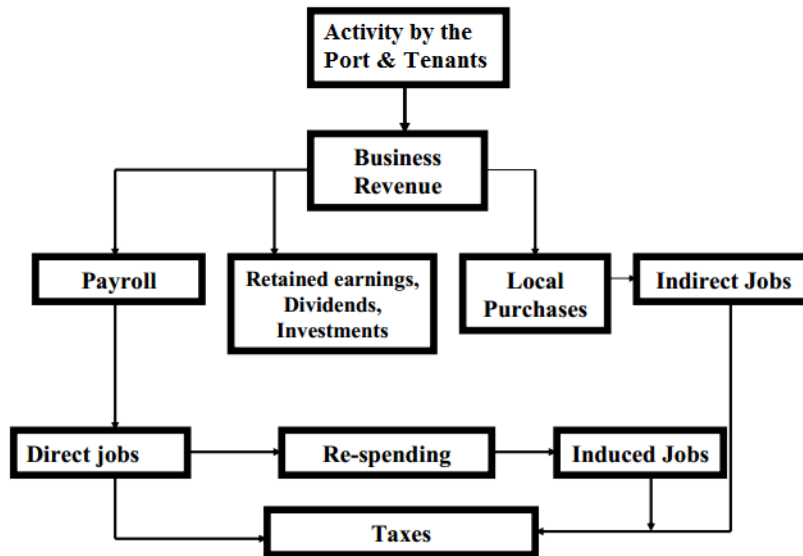 Activity by the
Port & Tenants
Business
Revenue
Payroll
Retained earnings,
Dividends,
Investments
Local
Purchases
Indirect Jobs
Direct jobs
Re-spending
Induced Jobs
Taxes